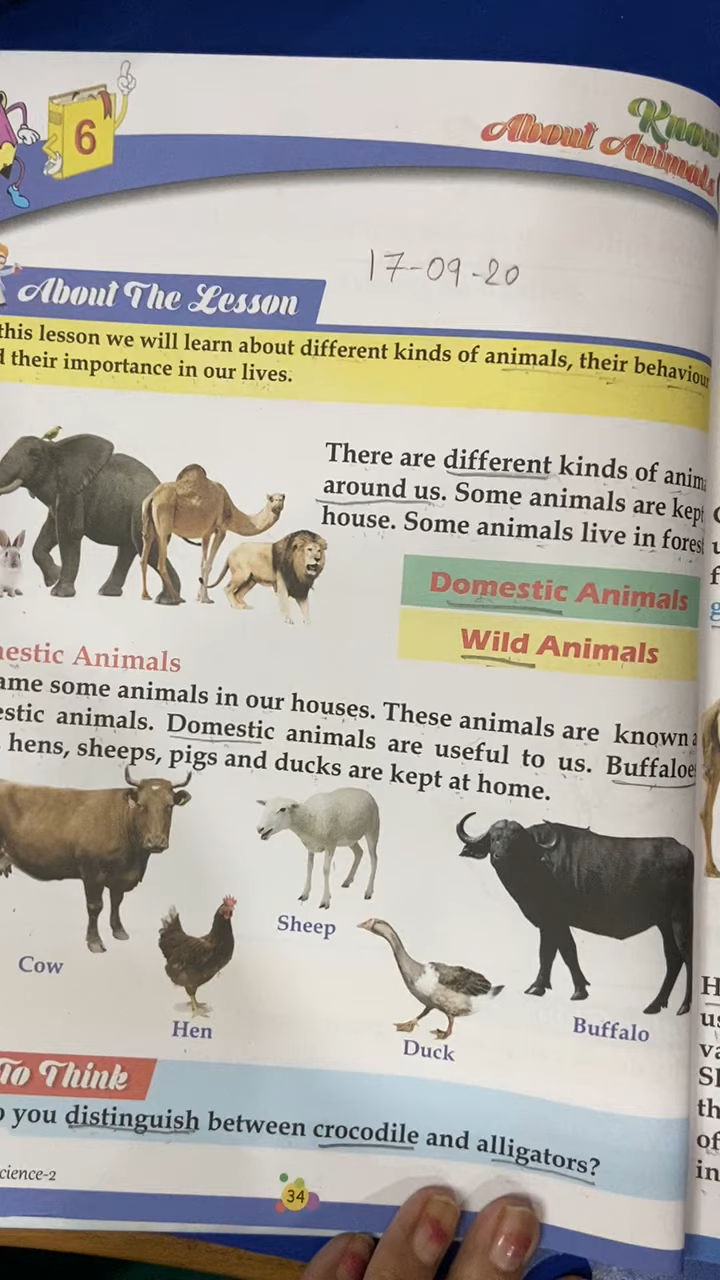 6
Know
About Animals
17-09-20
About The Lesson
this lesson we will learn about different kinds of animals, their behaviour
their importance in our lives.
There are different kinds of anim
around us. Some animals are kept
house. Some animals live in forest
Domestic Animals
Wild Animals
estic Animals
ame some animals in our houses. These animals are known a
estic animals. Domestic animals are useful to us. Buffaloe
hens, sheeps, pigs and ducks are kept at home.
Cow
Hen
Sheep
Duck
Buffalo
To Think
you distinguish between crocodile and alligators?
cience-2
34